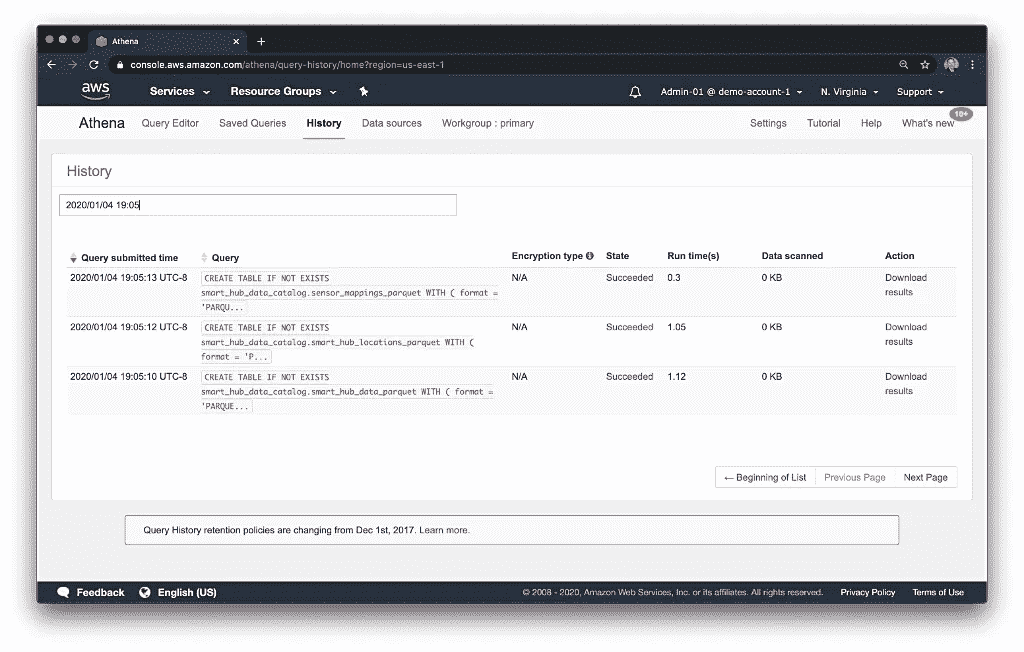 Athena
console.aws.amazon.com/athena/query-history/home?region=us-east-1
aws Services Resource Groups Admin-01 @ demo-account-1 N. Virginia Support
Athena Query Editor Saved Queries History Data sources Workgroup : primary Settings Tutorial Help What's new 10+
History
2020/01/04 19:05
Query submitted time Query Encryption type State Run time(s) Data scanned Action
2020/01/04 19:05:13 UTC-8 CREATE TABLE IF NOT EXISTS N/A Succeeded 0.3 0 KB Download
smart_hub_data_catalog.sensor_mappings_parquet WITH ( format = results
'PARQU...
2020/01/04 19:05:12 UTC-8 CREATE TABLE IF NOT EXISTS N/A Succeeded 1.05 0 KB Download
smart_hub_data_catalog.smart_hub_locations_parquet WITH ( results
format = 'P...
2020/01/04 19:05:10 UTC-8 CREATE TABLE IF NOT EXISTS N/A Succeeded 1.12 0 KB Download
smart_hub_data_catalog.smart_hub_data_parquet WITH ( format = results
'PARQUE...
← Beginning of List Previous Page Next Page
Query History retention policies are changing from Dec 1st, 2017. Learn more.
Feedback English (US) © 2008 - 2020, Amazon Web Services, Inc. or its affiliates. All rights reserved. Privacy Policy Terms of Use